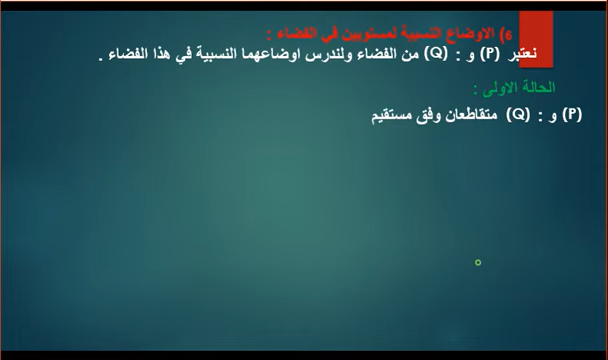 6) الاوضاع النسبية لمستويين في الفضاء :
نعتبر (P) و : (Q) من الفضاء ولندرس اوضاعهما النسبية في هذا الفضاء .
الحالة الاولى :
(P) و : (Q) متقاطعان وفق مستقيم